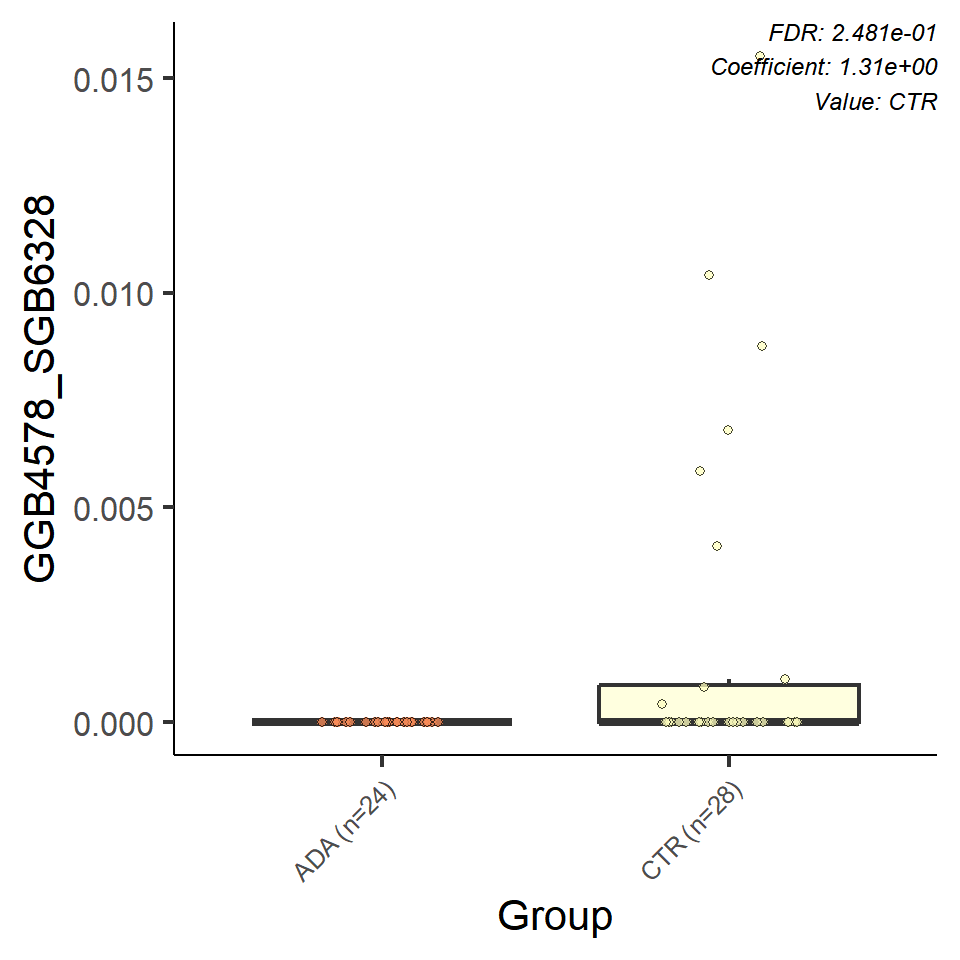 FDR: 2.481e-01
Coefficient: 1.31e+00
Value: CTR
GGB4578_SGB6328
0.015
0.010
0.005
0.000
ADA (n=24)
CTR (n=28)
Group